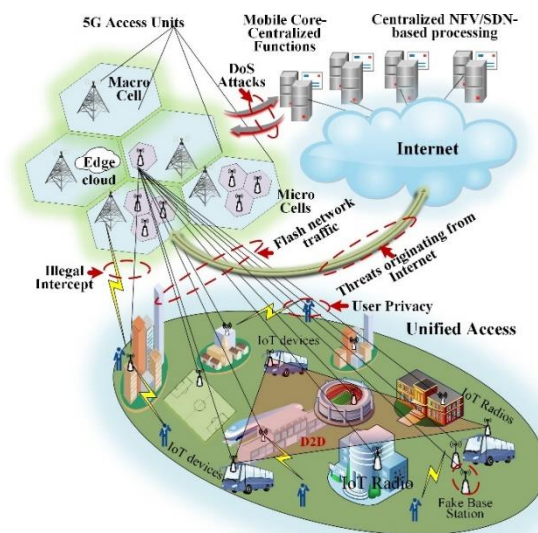 5G Access Units
Mobile Core-
Centralized
Functions
Centralized NFV/SDN-
based processing
Macro
Cell
DoS
Attacks
Edge
cloud
Internet
Micro
Cells
Flash network
traffic
Threats originating from
Internet
Illegal
Intercept
User Privacy
Unified Access
IoT devices
IoT Radios
D2D
IoT devices
IoT Radio
Fake Base
Station